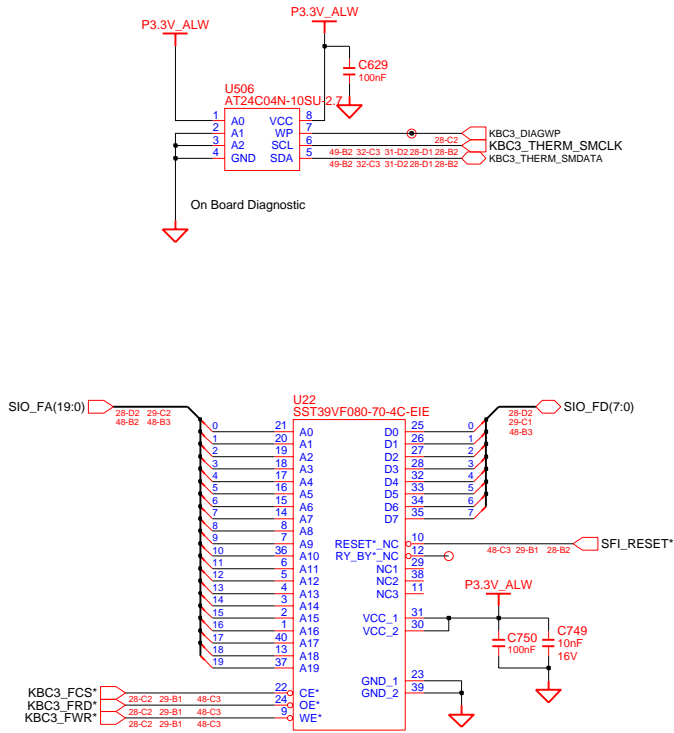 P3.3V_ALW
P3.3V_ALW
C629
100nF
U506
AT24C04N-10SU-2.7
1 A0 VCC 8
2 A1 WP 7 KBC3_DIAGWP
28-C2
3 A2 SCL 6 KBC3_THERM_SMCLK
49-B2 32-C3 31-D2 28-D1 28-B2
4 GND SDA 5 KBC3_THERM_SMDATA
49-B2 32-C3 31-D2 28-D1 28-B2
On Board Diagnostic
U22
SST39VF080-70-4C-EIE
SIO_FA(19:0)
28-D2 29-C2
48-B2 48-B3
SIO_FD(7:0)
28-D2
29-C1
48-B3
0 21 A0 D0 25 0
1 20 A1 D1 26 1
2 19 A2 D2 27 2
3 18 A3 D3 28 3
4 17 A4 D4 32 4
5 16 A5 D5 33 5
6 15 A6 D6 34 6
7 14 A7 D7 35 7
8 8 A8
9 7 A9 RESET*_NC 10 SFI_RESET*
48-C3 29-B1 28-B2
10 36 A10 RY_BY*_NC 12
11 6 A11 NC1 29
12 5 A12 NC2 38
13 4 A13 NC3 11
14 3 A14
15 2 A15 VCC_1 31
16 1 A16 VCC_2 30
17 40 A17
18 13 A18
19 37 A19
P3.3V_ALW
C750
100nF
C749
10nF
16V
GND_1 23
GND_2 39
KBC3_FCS* 22 CE*
28-C2 29-B1 48-C3
KBC3_FRD* 24 OE*
28-C2 29-B1 48-C3
KBC3_FWR* 9 WE*
28-C2 29-B1 48-C3